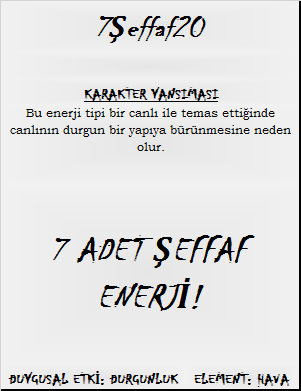 7Şeffaf20
KARAKTER YANSIMASI
Bu enerji tipi bir canlı ile temas ettiğinde
canlının durgun bir yapıya bürünmesine neden
olur.
7 ADET ŞEFFAF
ENERJİ!
DUYGUSAL ETKİ: DURGUNLUK ELEMENT: HAVA